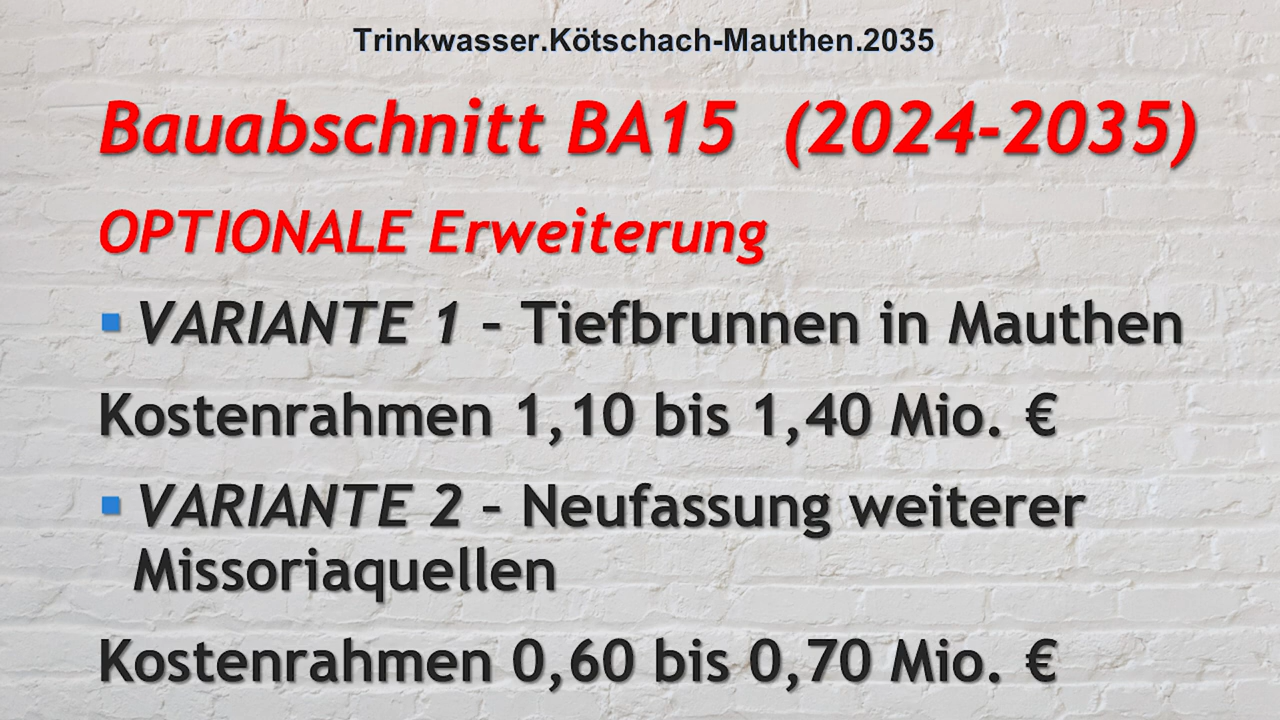 Trinkwasser.Kötschach-Mauthen.2035
Bauabschnitt BA15 (2024-2035)
OPTIONALE Erweiterung
▪ VARIANTE 1 – Tiefbrunnen in Mauthen
Kostenrahmen 1,10 bis 1,40 Mio. €
▪ VARIANTE 2 – Neufassung weiterer
Missoriaquellen
Kostenrahmen 0,60 bis 0,70 Mio. €